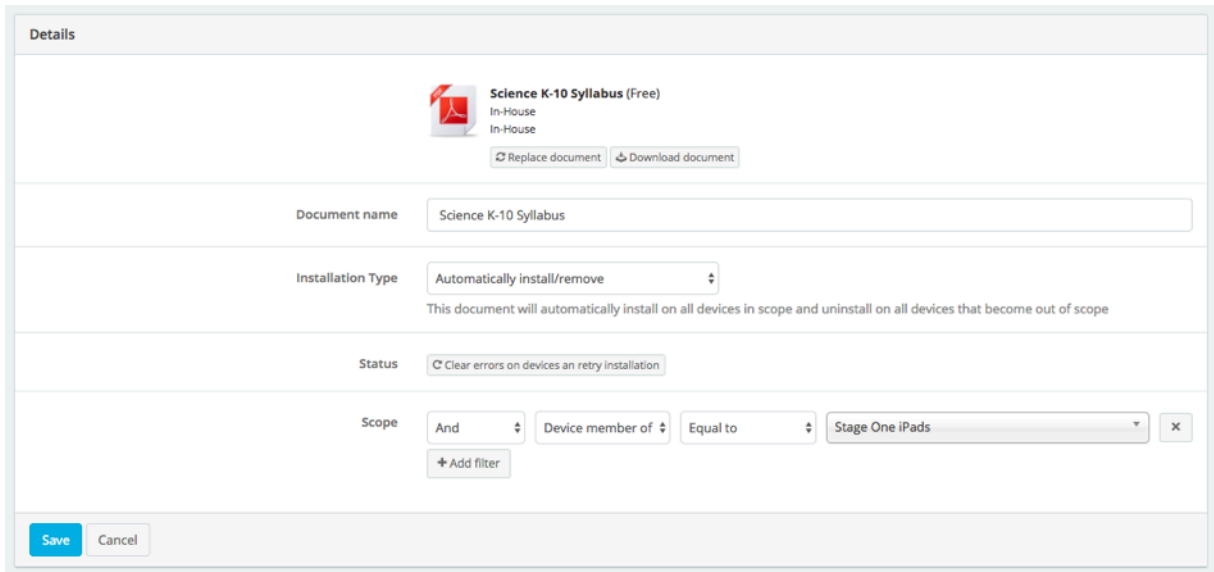 Details
Science K-10 Syllabus (Free)
In-House
In-House
Replace document Download document
Document name Science K-10 Syllabus
Installation Type Automatically install/remove
This document will automatically install on all devices in scope and uninstall on all devices that become out of scope
Status Clear errors on devices an retry installation
Scope And Device member of Equal to Stage One iPads
Add filter
Save Cancel